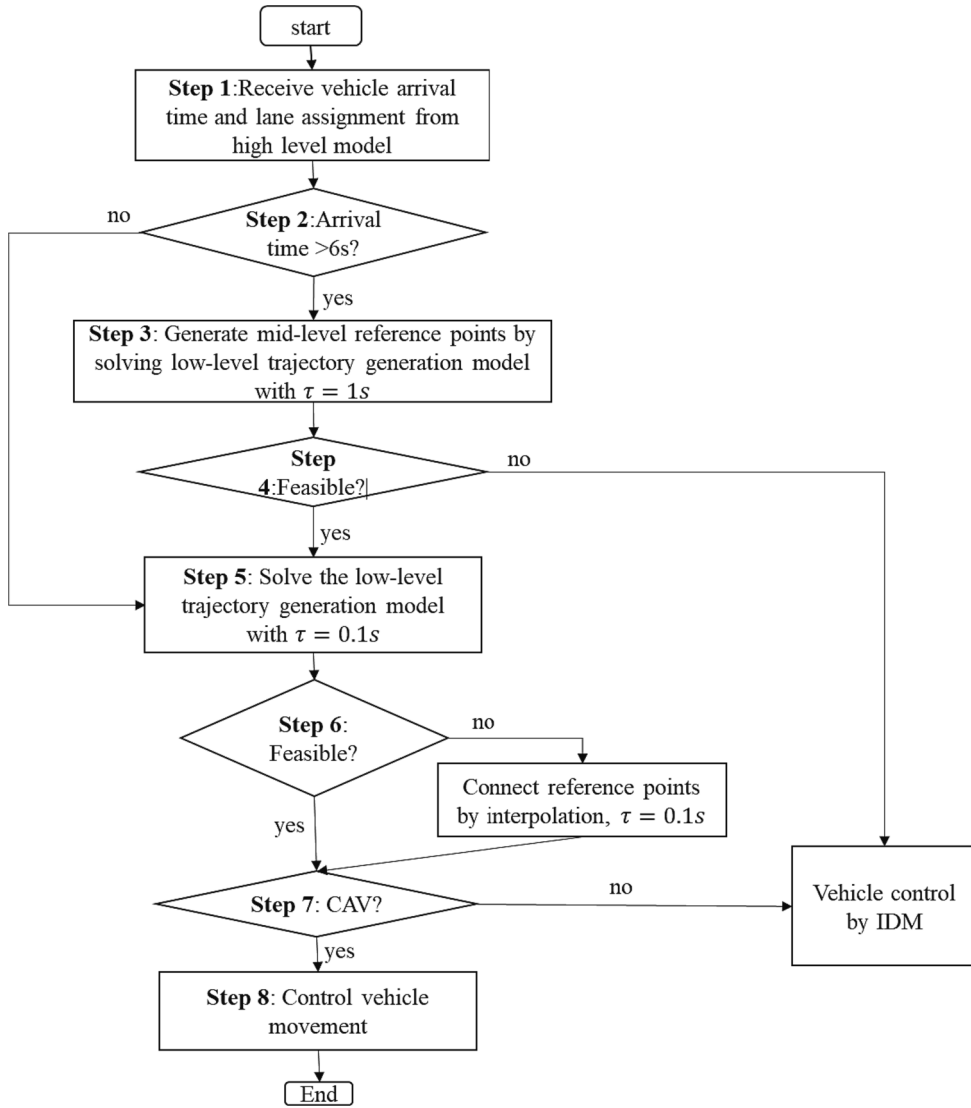 start
Step 1:Receive vehicle arrival
time and lane assignment from
high level model
no
Step 2:Arrival
time >6s?
yes
Step 3: Generate mid-level reference points by
solving low-level trajectory generation model
with τ = 1s
Step
4:Feasible?|
no
yes
Step 5: Solve the low-level
trajectory generation model
with τ = 0.1s
Step 6:
Feasible?
no
Connect reference points
by interpolation, τ = 0.1s
yes
Step 7: CAV?
no
Vehicle control
by IDM
yes
Step 8: Control vehicle
movement
End